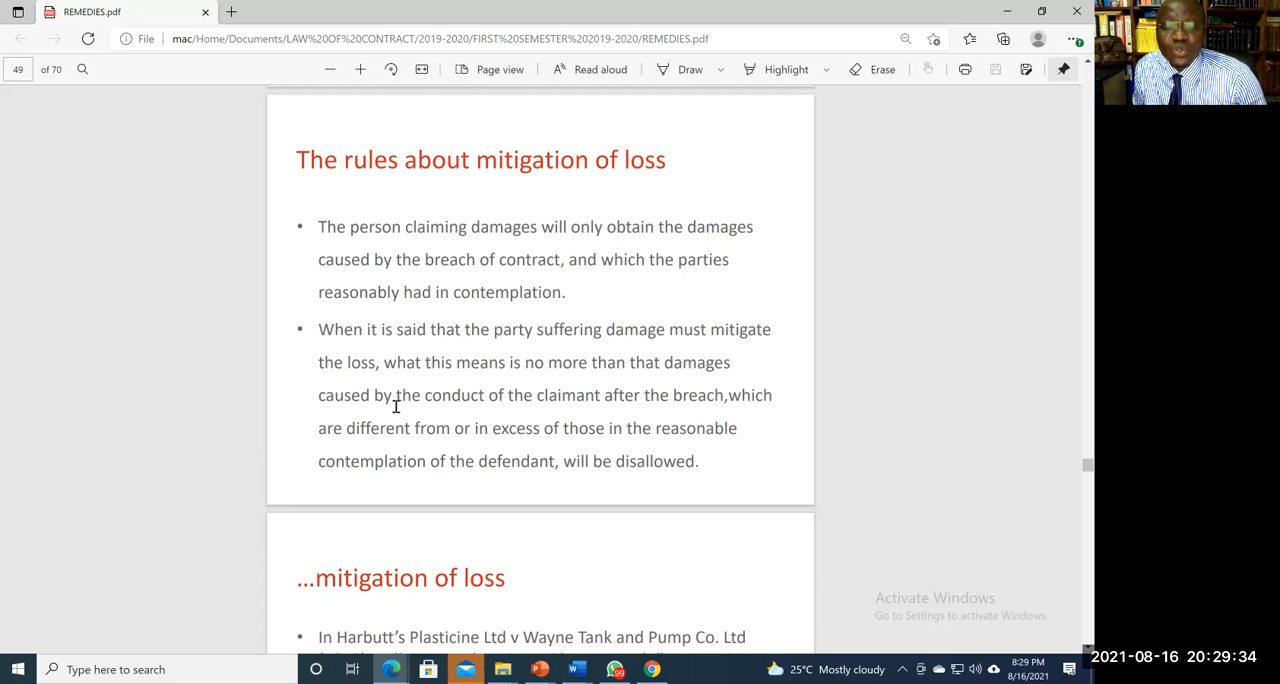 REMEDIES.pdf
File
mac/Home/Documents/LAW%20OF%20CONTRACT/2019-2020/FIRST%20SEMESTER%202019-2020/REMEDIES.pdf
49 of 70
Page view
Read aloud
Draw
Highlight
Erase
The rules about mitigation of loss
• The person claiming damages will only obtain the damages
caused by the breach of contract, and which the parties
reasonably had in contemplation.
• When it is said that the party suffering damage must mitigate
the loss, what this means is no more than that damages
caused by the conduct of the claimant after the breach,which
are different from or in excess of those in the reasonable
contemplation of the defendant, will be disallowed.
...mitigation of loss
• In Harbutt's Plasticine Ltd v Wayne Tank and Pump Co. Ltd
Activate Windows
Go to Settings to activate Windows.
Type here to search
99
25°C Mostly cloudy
8:29 PM
8/16/2021
2021-08-16 20:29:34